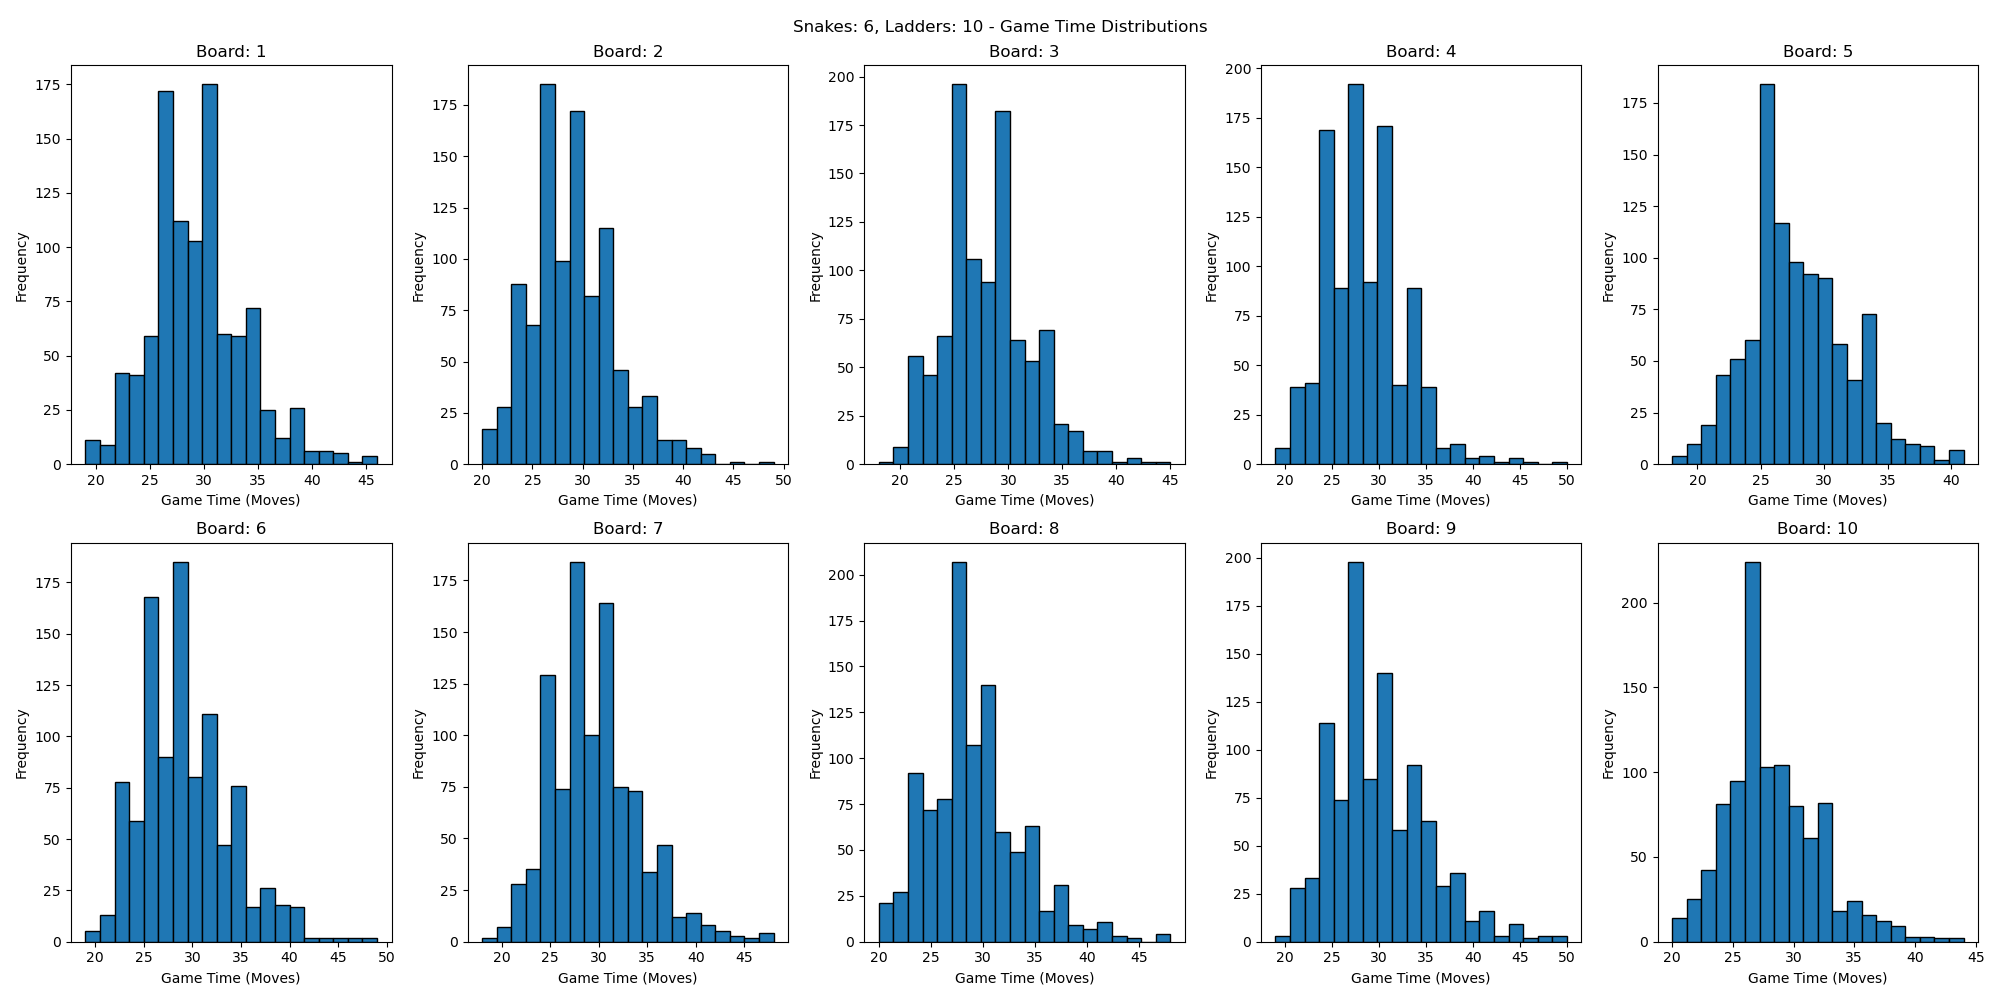 Snakes: 6, Ladders: 10 - Game Time Distributions
Board: 1
175
150
125
100
75
50
25
0
Frequency
20 25 30 35 40 45
Game Time (Moves)
Board: 2
175
150
125
100
75
50
25
0
Frequency
20 25 30 35 40 45 50
Game Time (Moves)
Board: 3
200
175
150
125
100
75
50
25
0
Frequency
20 25 30 35 40 45
Game Time (Moves)
Board: 4
200
175
150
125
100
75
50
25
0
Frequency
20 25 30 35 40 45 50
Game Time (Moves)
Board: 5
175
150
125
100
75
50
25
0
Frequency
20 25 30 35 40
Game Time (Moves)
Board: 6
175
150
125
100
75
50
25
0
Frequency
20 25 30 35 40 45 50
Game Time (Moves)
Board: 7
175
150
125
100
75
50
25
0
Frequency
20 25 30 35 40 45
Game Time (Moves)
Board: 8
200
175
150
125
100
75
50
25
0
Frequency
20 25 30 35 40 45
Game Time (Moves)
Board: 9
200
175
150
125
100
75
50
25
0
Frequency
20 25 30 35 40 45 50
Game Time (Moves)
Board: 10
200
150
100
50
0
Frequency
20 25 30 35 40 45
Game Time (Moves)